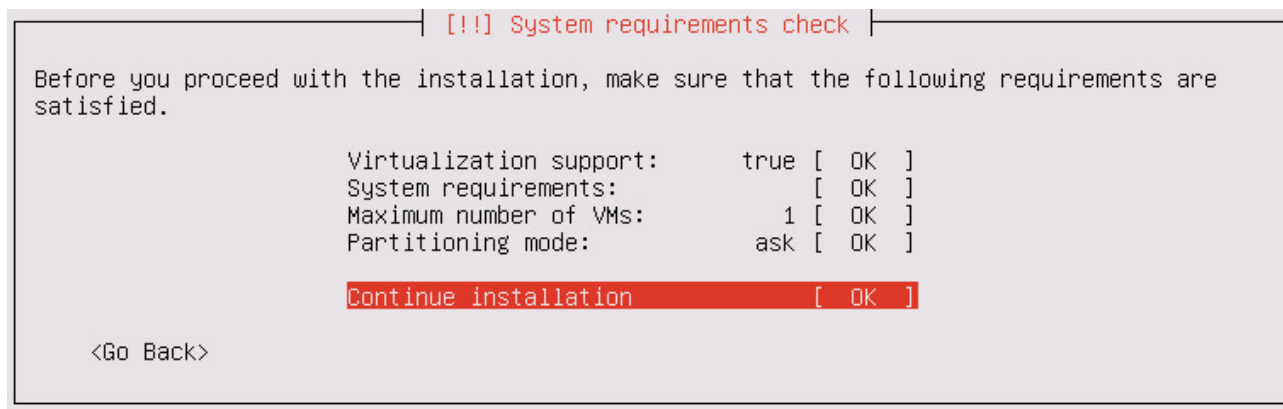 [!!] System requirements check
Before you proceed with the installation, make sure that the following requirements are
satisfied.
Virtualization support: true [ OK ]
System requirements: [ OK ]
Maximum number of VMs: 1 [ OK ]
Partitioning mode: ask [ OK ]
Continue installation [ OK ]
<Go Back>